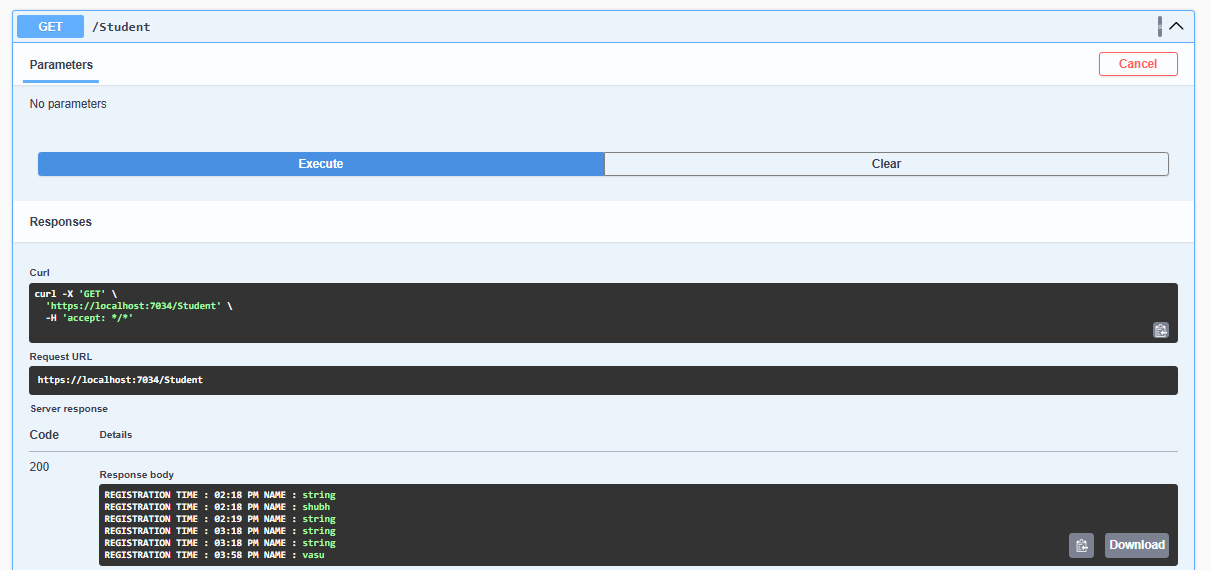 GET /Student
Parameters
Cancel
No parameters
Execute
Clear
Responses
Curl
curl -X 'GET' \
  'https://localhost:7034/Student' \
  -H 'accept: */*'
Request URL
https://localhost:7034/Student
Server response
Code Details
200
Response body
REGISTRATION TIME : 02:18 PM NAME : string
REGISTRATION TIME : 02:18 PM NAME : shubh
REGISTRATION TIME : 02:19 PM NAME : string
REGISTRATION TIME : 03:18 PM NAME : string
REGISTRATION TIME : 03:18 PM NAME : string
REGISTRATION TIME : 03:58 PM NAME : vasu
Download